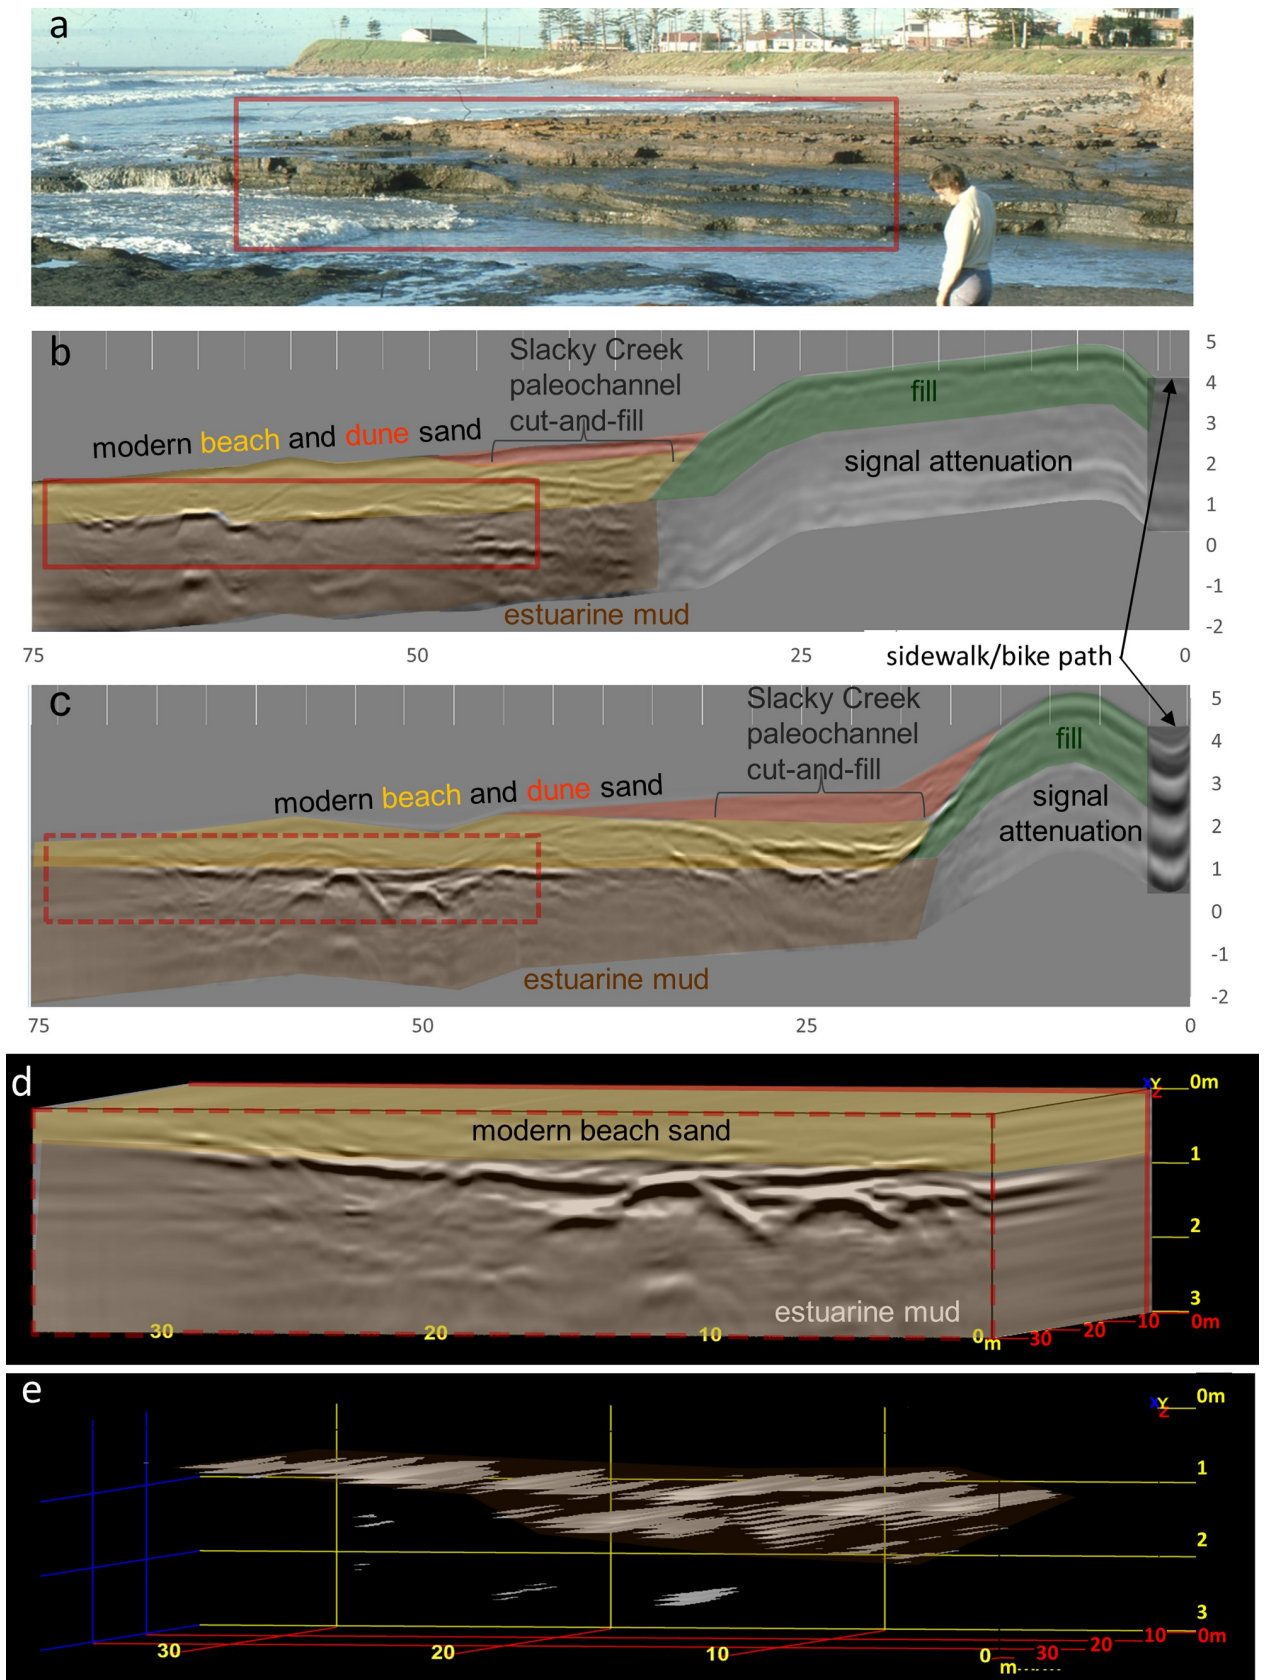 a
b
Slacky Creek
paleochannel
cut-and-fill
modern beach and dune sand
fill
signal attenuation
estuarine mud
5
4
3
2
1
0
-1
-2
75
50
25
0
sidewalk/bike path
c
Slacky Creek
paleochannel
cut-and-fill
modern beach and dune sand
fill
signal
attenuation
estuarine mud
5
4
3
2
1
0
-1
-2
75
50
25
0
d
modern beach sand
estuarine mud
X Y
Z
0m
1
2
3
30
20
10
0 m
30
20
10
0m
e
X Y
Z
0m
1
2
3
30
20
10
0 m
30
20
10
0m